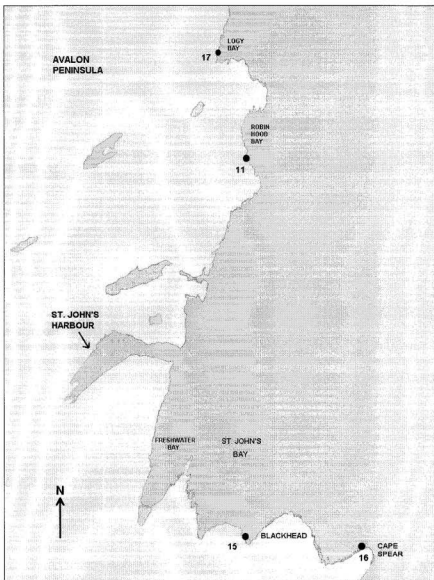 LOGY
BAY
17
AVALON
PENINSULA
ROBIN
HOOD
BAY
11
ST. JOHN'S
HARBOUR
FRESHWATER
BAY
ST. JOHN'S
BAY
N
BLACKHEAD
15
CAPE
SPEAR
16